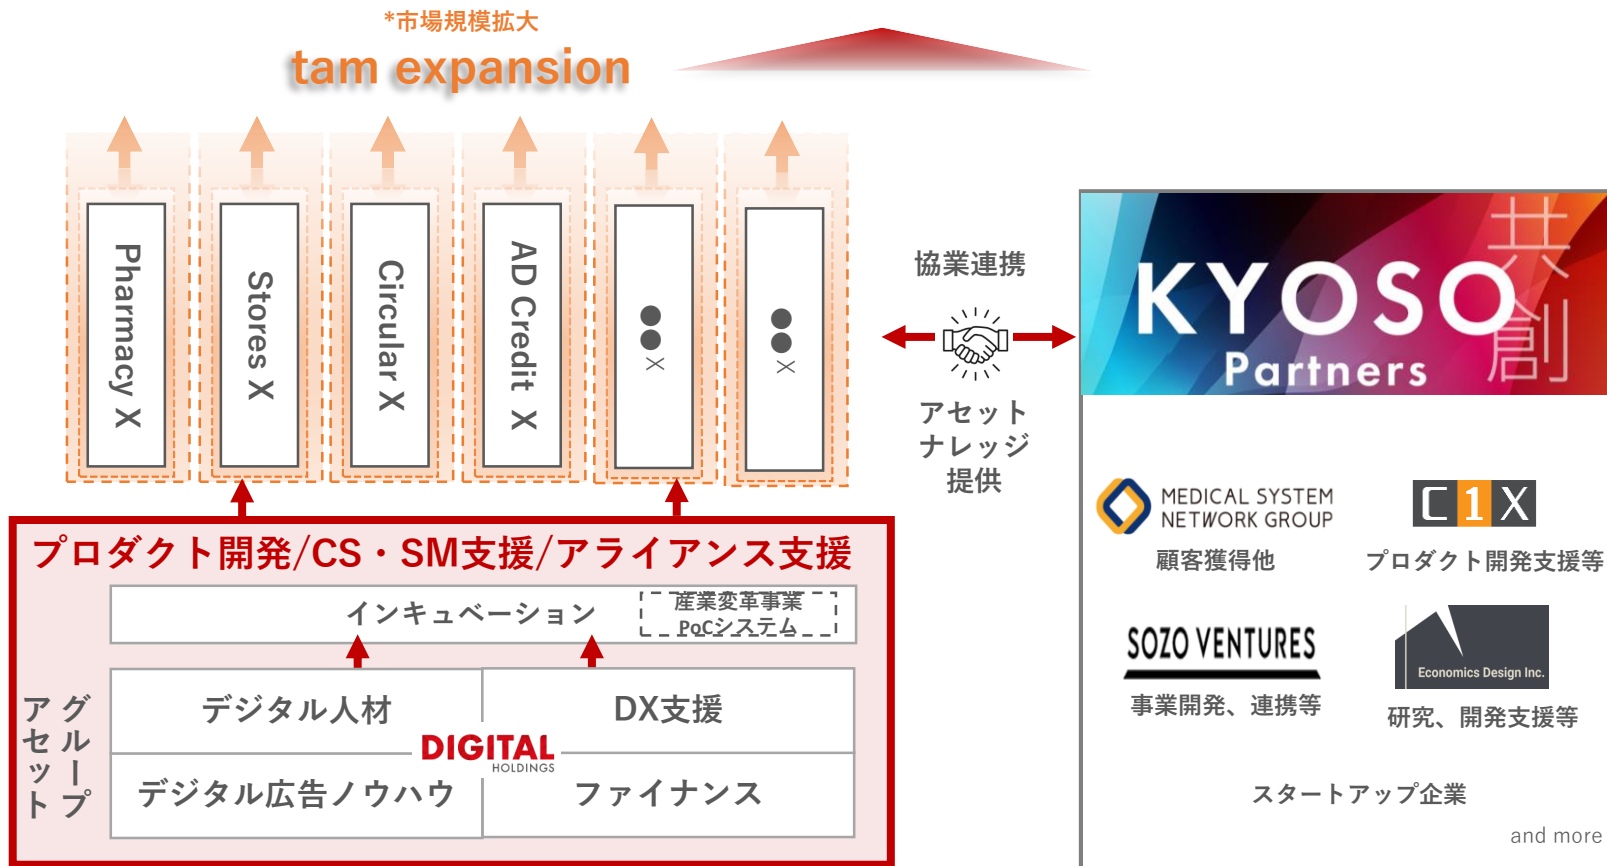 *市場規模拡大
tam expansion
Pharmacy X
Stores X
Circular X
AD Credit X
●●X
●●X
プロダクト開発/CS・SM支援/アライアンス支援
インキュベーション
産業変革事業
PoCシステム
グループ
アセット
デジタル人材
DX支援
DIGITAL
HOLDINGS
デジタル広告ノウハウ
ファイナンス
協業連携
アセット
ナレッジ
提供
共創
KYOSO
Partners
MEDICAL SYSTEM
NETWORK GROUP
顧客獲得他
C1X
プロダクト開発支援等
SOZO VENTURES
事業開発、連携等
Economics Design Inc.
研究、開発支援等
スタートアップ企業
and more